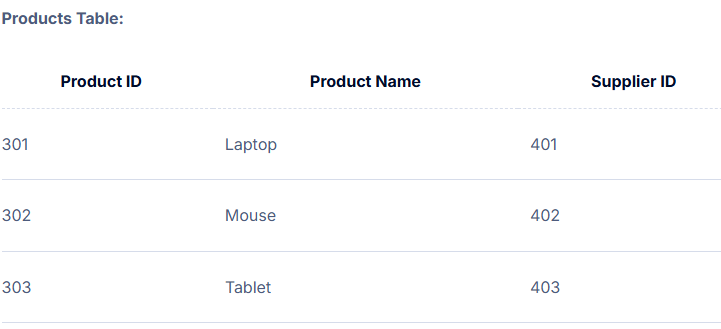 Products Table:
Product ID Product Name Supplier ID
301 Laptop 401
302 Mouse 402
303 Tablet 403